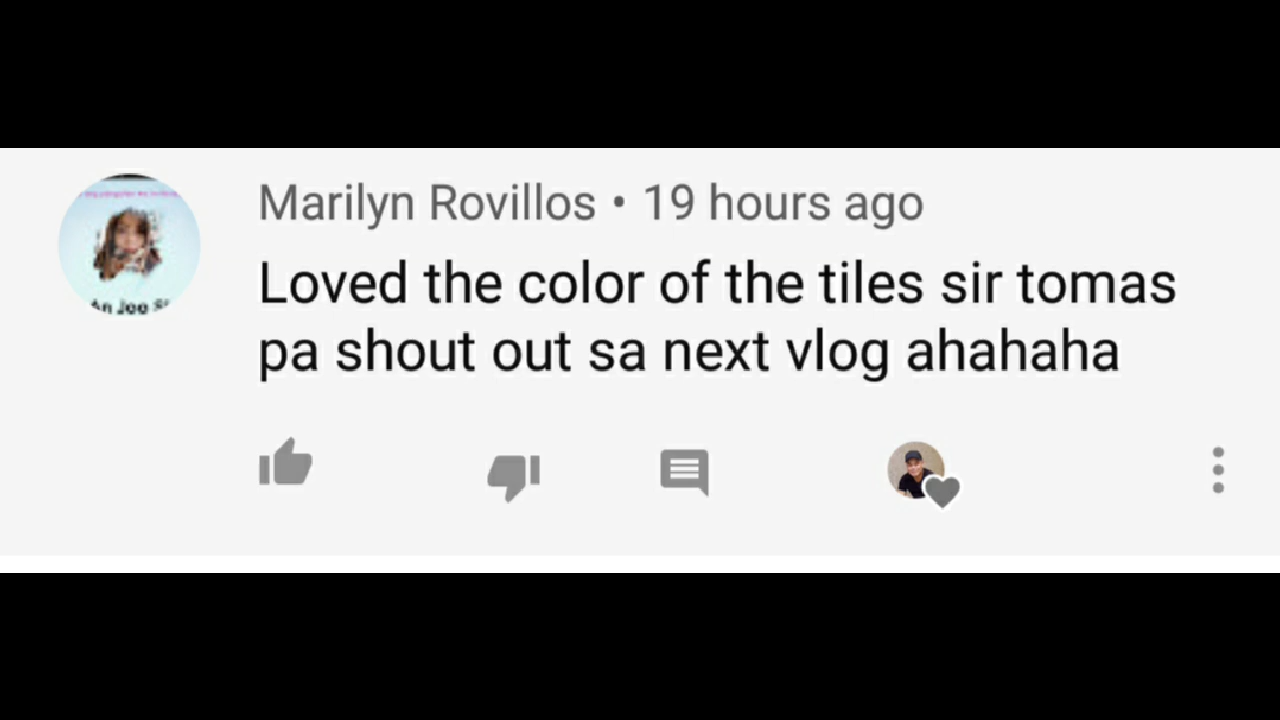 Marilyn Rovillos • 19 hours ago
Loved the color of the tiles sir tomas
pa shout out sa next vlog ahahaha